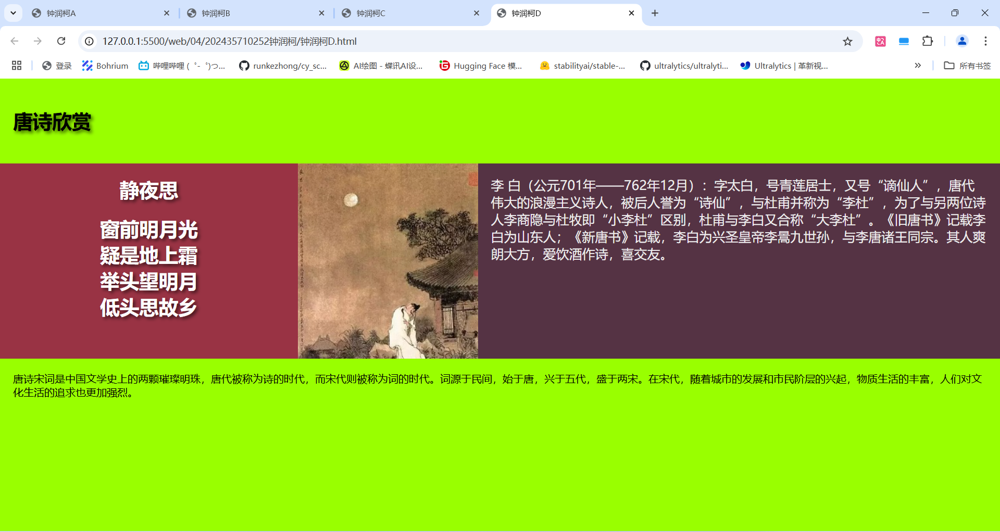 钟润柯A
钟润柯B
钟润柯C
钟润柯D
127.0.0.1:5500/web/04/202435710252钟润柯/钟润柯D.html
登录
Bohrium
哔哩哔哩 ( ゜- ゜)つ...
runkezhong/cy_sc...
AI绘图 - 蝶讯AI设...
Hugging Face 模...
stabilityai/stable-...
ultralytics/ultralyti...
Ultralytics | 革新视...
所有书签
唐诗欣赏
静夜思
窗前明月光
疑是地上霜
举头望明月
低头思故乡
李 白（公元701年——762年12月）：字太白，号青莲居士，又号“谪仙人”，唐代
伟大的浪漫主义诗人，被后人誉为“诗仙”，与杜甫并称为“李杜”，为了与另两位诗
人李商隐与杜牧即“小李杜”区别，杜甫与李白又合称“大李杜”。《旧唐书》记载李
白为山东人；《新唐书》记载，李白为兴圣皇帝李暠九世孙，与李唐诸王同宗。其人爽
朗大方，爱饮酒作诗，喜交友。
唐诗宋词是中国文学史上的两颗璀璨明珠，唐代被称为诗的时代，而宋代则被称为词的时代。词源于民间，始于唐，兴于五代，盛于两宋。在宋代，随着城市的发展和市民阶层的兴起，物质生活的丰富，人们对文
化生活的追求也更加强烈。